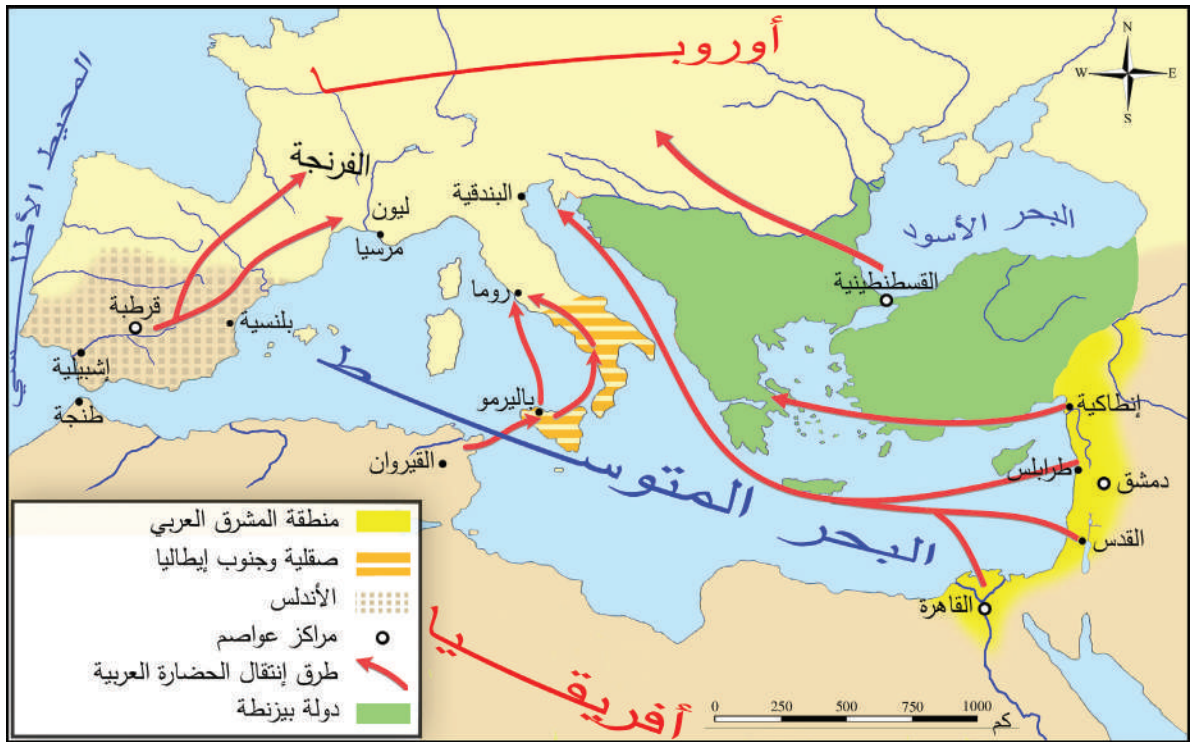 أوروبا
N
W E
S
المحيط الأطلسي
الفرنجة
البندقية
ليون
مرسيا
البحر الأسود
القسطنطينية
روما
قرطبة
بلنسية
إشبيلية
طنجة
باليرمو
إنطاكية
القيروان
طرابلس
دمشق
البحر المتوسط
القدس
القاهرة
منطقة المشرق العربي
صقلية وجنوب إيطاليا
الأندلس
مراكز عواصم
طرق إنتقال الحضارة العربية
دولة بيزنطة
أفريقيا
0 250 500 750 1000
كم